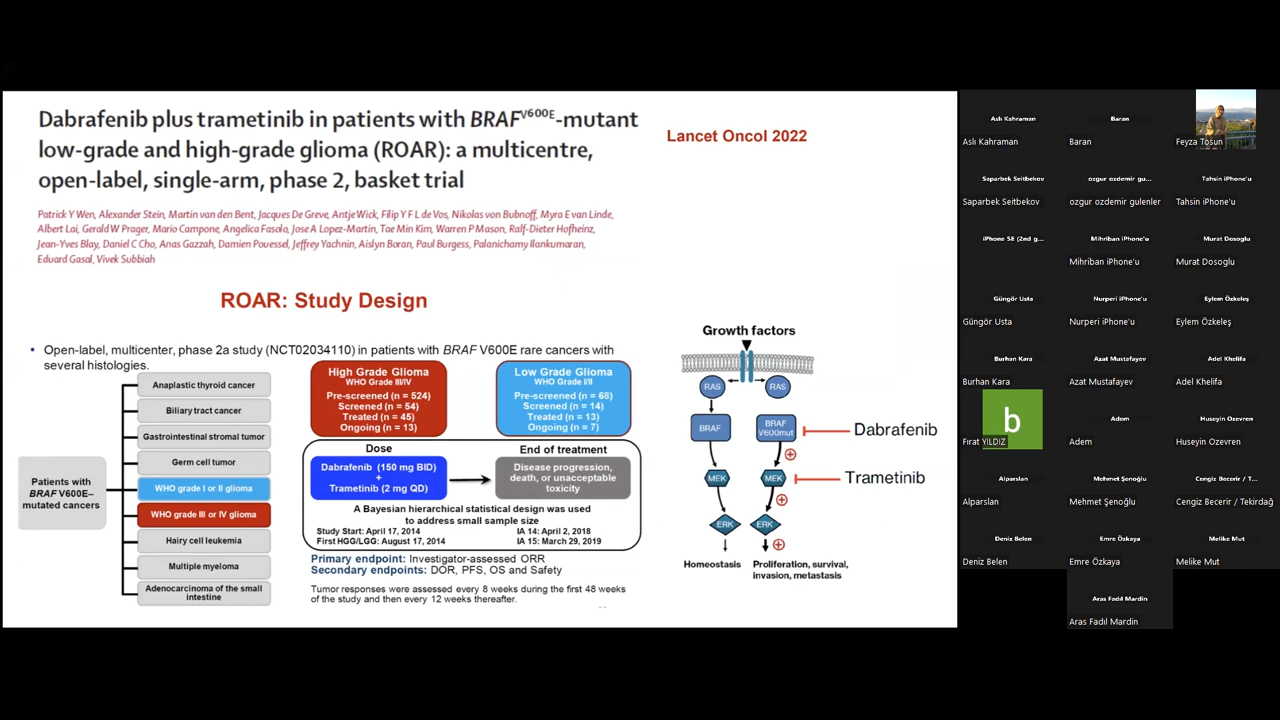 Dabrafenib plus trametinib in patients with BRAFV600E-mutant
low-grade and high-grade glioma (ROAR): a multicentre,
open-label, single-arm, phase 2, basket trial
Lancet Oncol 2022
Patrick Y Wen, Alexander Stein, Martin van den Bent, Jacques De Greve, Antje Wick, Filip Y F L de Vos, Nikolas von Bubnoff, Myra E van Linde,
Albert Lai, Gerald W Prager, Mario Campone, Angelica Fasolo, Jose A Lopez-Martin, Tae Min Kim, Warren P Mason, Ralf-Dieter Hofheinz,
Jean-Yves Blay, Daniel C Cho, Anas Gazzah, Damien Pouessel, Jeffrey Yachnin, Aislyn Boran, Paul Burgess, Palanichamy Ilankumaran,
Eduard Gasal, Vivek Subbiah
ROAR: Study Design
• Open-label, multicenter, phase 2a study (NCT02034110) in patients with BRAF V600E rare cancers with
several histologies.
Patients with
BRAF V600E–
mutated cancers
Anaplastic thyroid cancer
Biliary tract cancer
Gastrointestinal stromal tumor
Germ cell tumor
WHO grade I or II glioma
WHO grade III or IV glioma
Hairy cell leukemia
Multiple myeloma
Adenocarcinoma of the small
intestine
High Grade Glioma
WHO Grade III/IV
Pre-screened (n = 524)
Screened (n = 54)
Treated (n = 45)
Ongoing (n = 13)
Low Grade Glioma
WHO Grade I/II
Pre-screened (n = 68)
Screened (n = 14)
Treated (n = 13)
Ongoing (n = 7)
Dose
Dabrafenib (150 mg BID)
+
Trametinib (2 mg QD)
End of treatment
Disease progression,
death, or unacceptable
toxicity
A Bayesian hierarchical statistical design was used
to address small sample size
Study Start: April 17, 2014
First HGG/LGG: August 17, 2014
IA 14: April 2, 2018
IA 15: March 29, 2019
Primary endpoint: Investigator-assessed ORR
Secondary endpoints: DOR, PFS, OS and Safety
Tumor responses were assessed every 8 weeks during the first 48 weeks
of the study and then every 12 weeks thereafter.
Growth factors
RAS
RAS
BRAF
BRAF
V600mut
Dabrafenib
MEK
MEK
Trametinib
ERK
ERK
Homeostasis
Proliferation, survival,
invasion, metastasis
Aslı Kahraman
Aslı Kahraman
Baran
Baran
Feyza Tosun
Saparbek Seitbekov
Saparbek Seitbekov
ozgur ozdemir gu...
ozgur ozdemir gulenler
Tahsin iPhone'u
Tahsin iPhone'u
iPhone SE (2nd g...
Mihriban iPhone'u
Mihriban iPhone'u
Murat Dosoglu
Murat Dosoglu
Güngör Usta
Güngör Usta
Nurperi iPhone'u
Nurperi iPhone'u
Eylem Özkeleş
Eylem Özkeleş
Burhan Kara
Burhan Kara
Azat Mustafayev
Azat Mustafayev
Adel Khelifa
Adel Khelifa
b
Fırat YILDIZ
Adem
Adem
Huseyin Ozevren
Huseyin Ozevren
Alparslan
Alparslan
Mehmet Şenoğlu
Mehmet Şenoğlu
Cengiz Becerir / T...
Cengiz Becerir / Tekirdağ
Deniz Belen
Deniz Belen
Emre Özkaya
Emre Özkaya
Melike Mut
Melike Mut
Aras Fadıl Mardin
Aras Fadıl Mardin